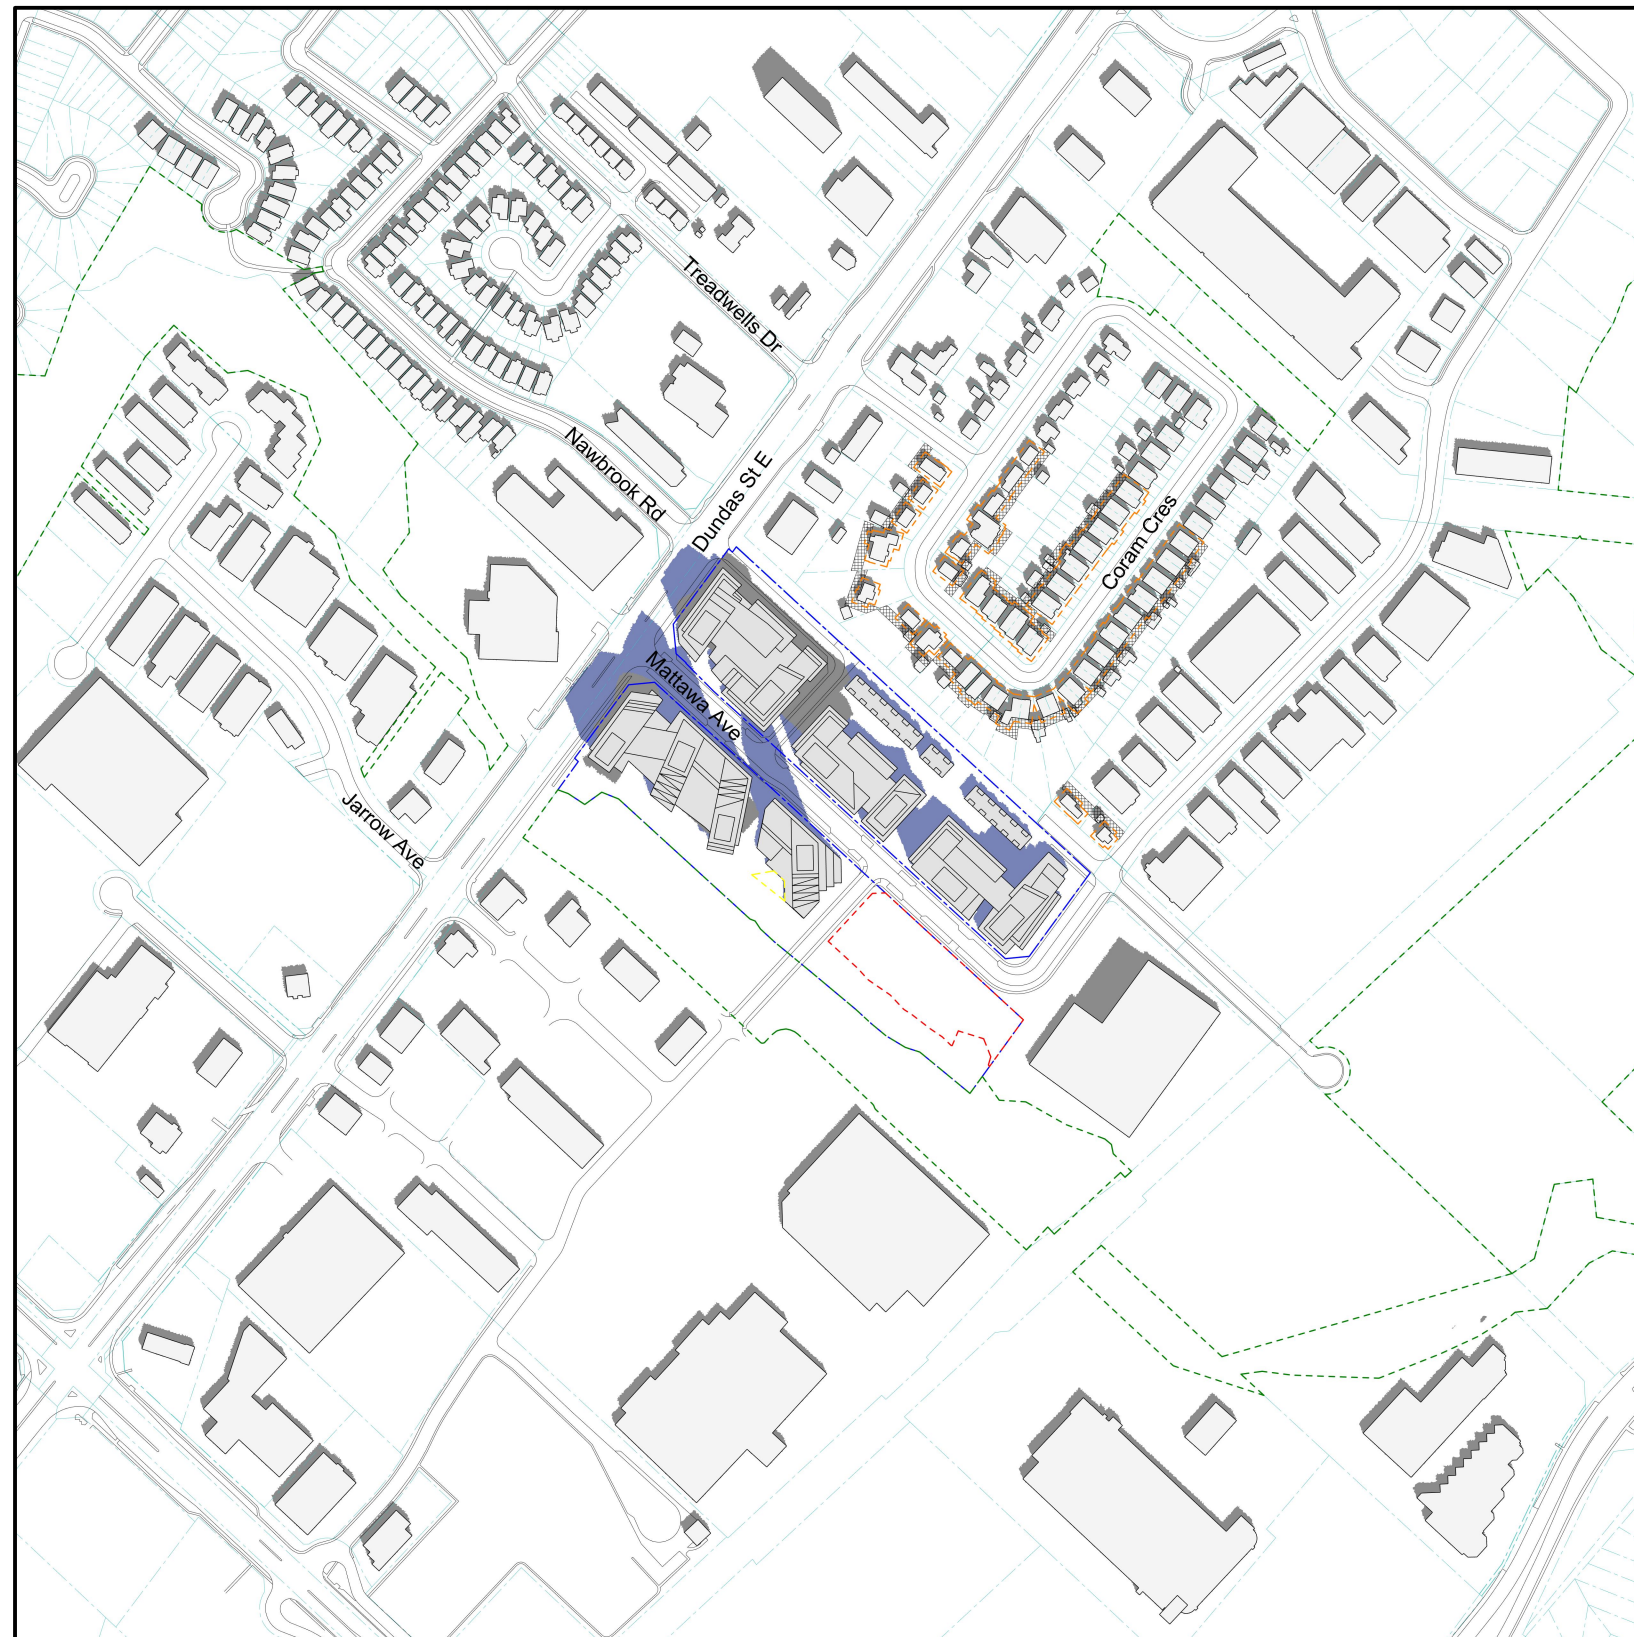 Treadwells Dr
Nawbrook Rd
Dundas St E
Coram Cres
Mattawa Ave
Jarrow Ave